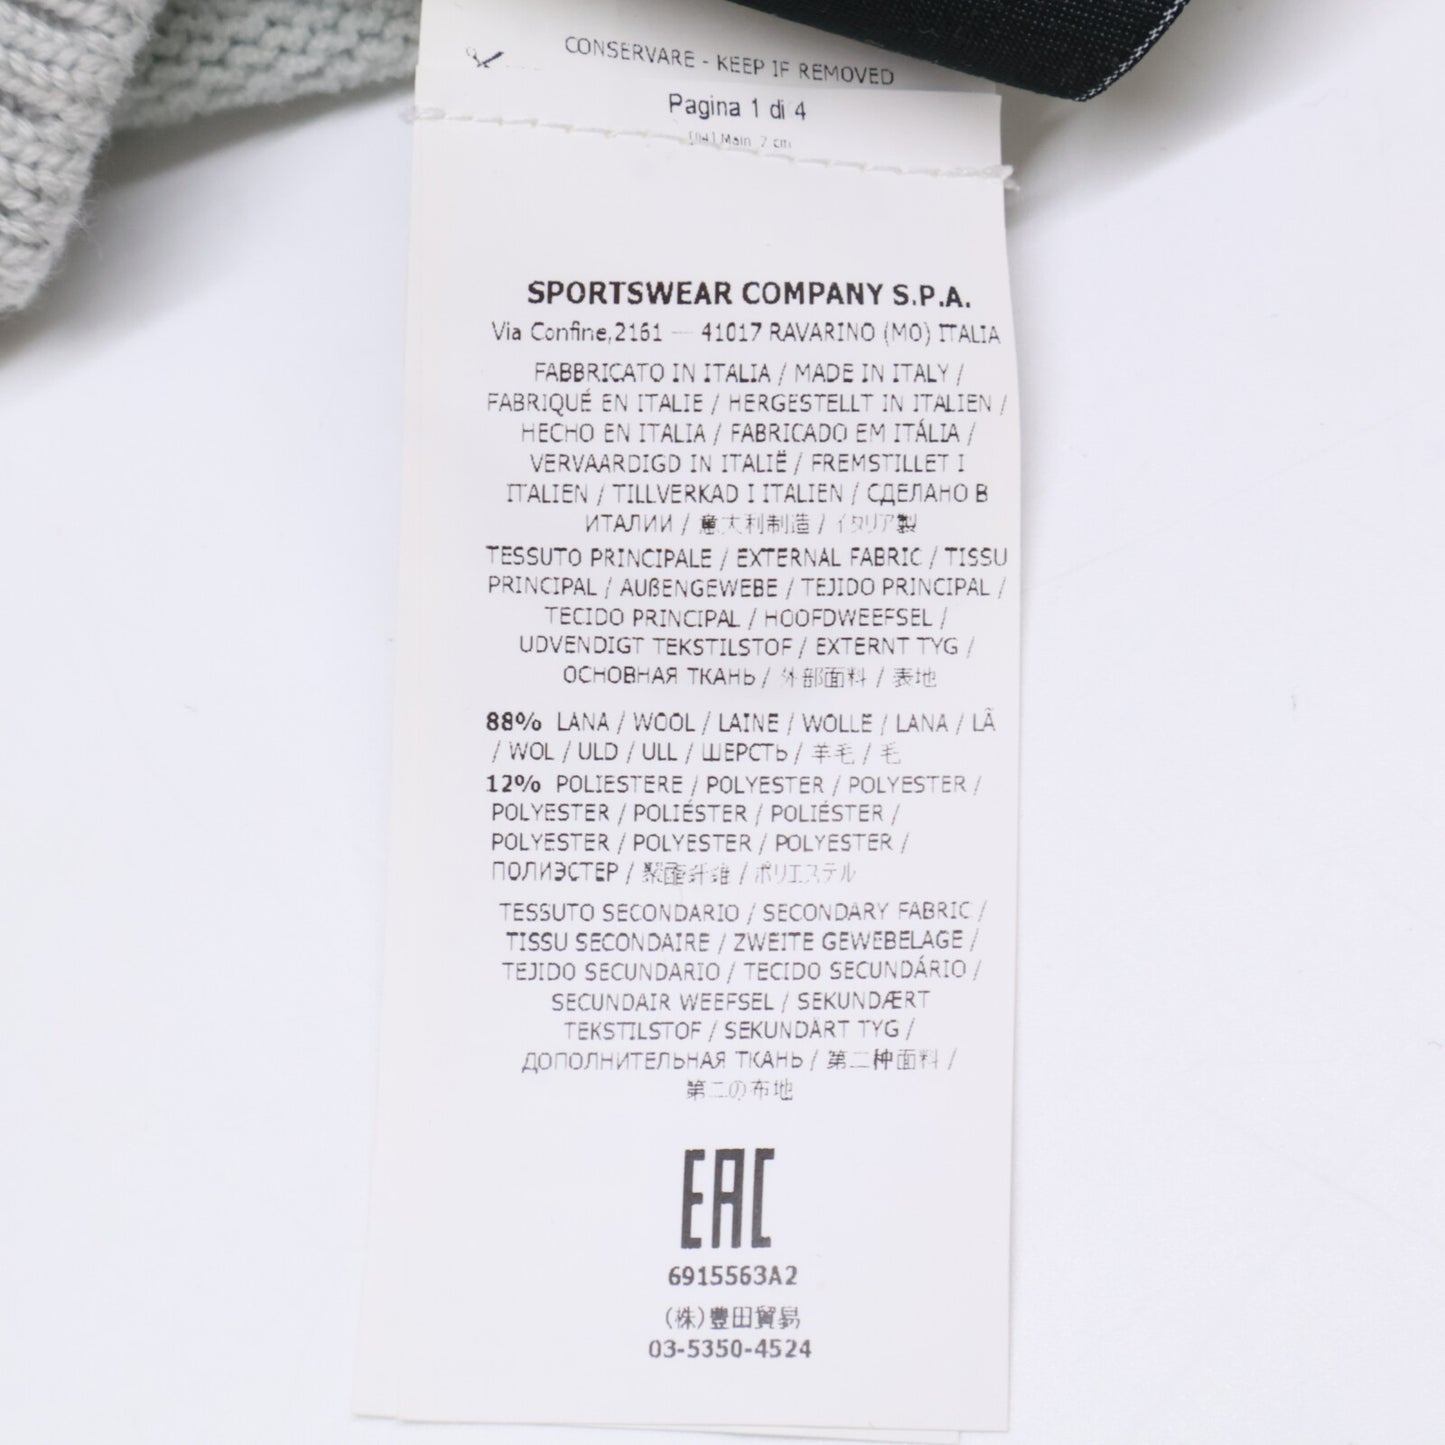 CONSERVARE - KEEP IF REMOVED
Pagina 1 di 4
[04] Main 7 cm
SPORTSWEAR COMPANY S.P.A.
Via Confine,2161 — 41017 RAVARINO (MO) ITALIA
FABBRICATO IN ITALIA / MADE IN ITALY /
FABRIQUÉ EN ITALIE / HERGESTELLT IN ITALIEN /
HECHO EN ITALIA / FABRICADO EM ITÁLIA /
VERVAARDIGD IN ITALIË / FREMSTILLET I
ITALIEN / TILLVERKAD I ITALIEN / СДЕЛАНО В
ИТАЛИИ / 意大利制造 / イタリア製
TESSUTO PRINCIPALE / EXTERNAL FABRIC / TISSU
PRINCIPAL / AUßENGEWEBE / TEJIDO PRINCIPAL /
TECIDO PRINCIPAL / HOOFDWEEFSEL /
UDVENDIGT TEKSTILSTOF / EXTERNT TYG /
ОСНОВНАЯ ТКАНЬ / 外部面料 / 表地
88% LANA / WOOL / LAINE / WOLLE / LANA / LÃ
/ WOL / ULD / ULL / ШЕРСТЬ / 羊毛 / 毛
12% POLIESTERE / POLYESTER / POLYESTER /
POLYESTER / POLIÉSTER / POLIÉSTER /
POLYESTER / POLYESTER / POLYESTER /
ПОЛИЭСТЕР / 聚酯纤维 / ポリエステル
TESSUTO SECONDARIO / SECONDARY FABRIC /
TISSU SECONDAIRE / ZWEITE GEWEBELAGE /
TEJIDO SECUNDARIO / TECIDO SECUNDÁRIO /
SECUNDAIR WEEFSEL / SEKUNDÆRT
TEKSTILSTOF / SEKUNDÄRT TYG /
ДОПОЛНИТЕЛЬНАЯ ТКАНЬ / 第二种面料 /
第二の布地
EAC
6915563A2
(株)豊田貿易
03-5350-4524